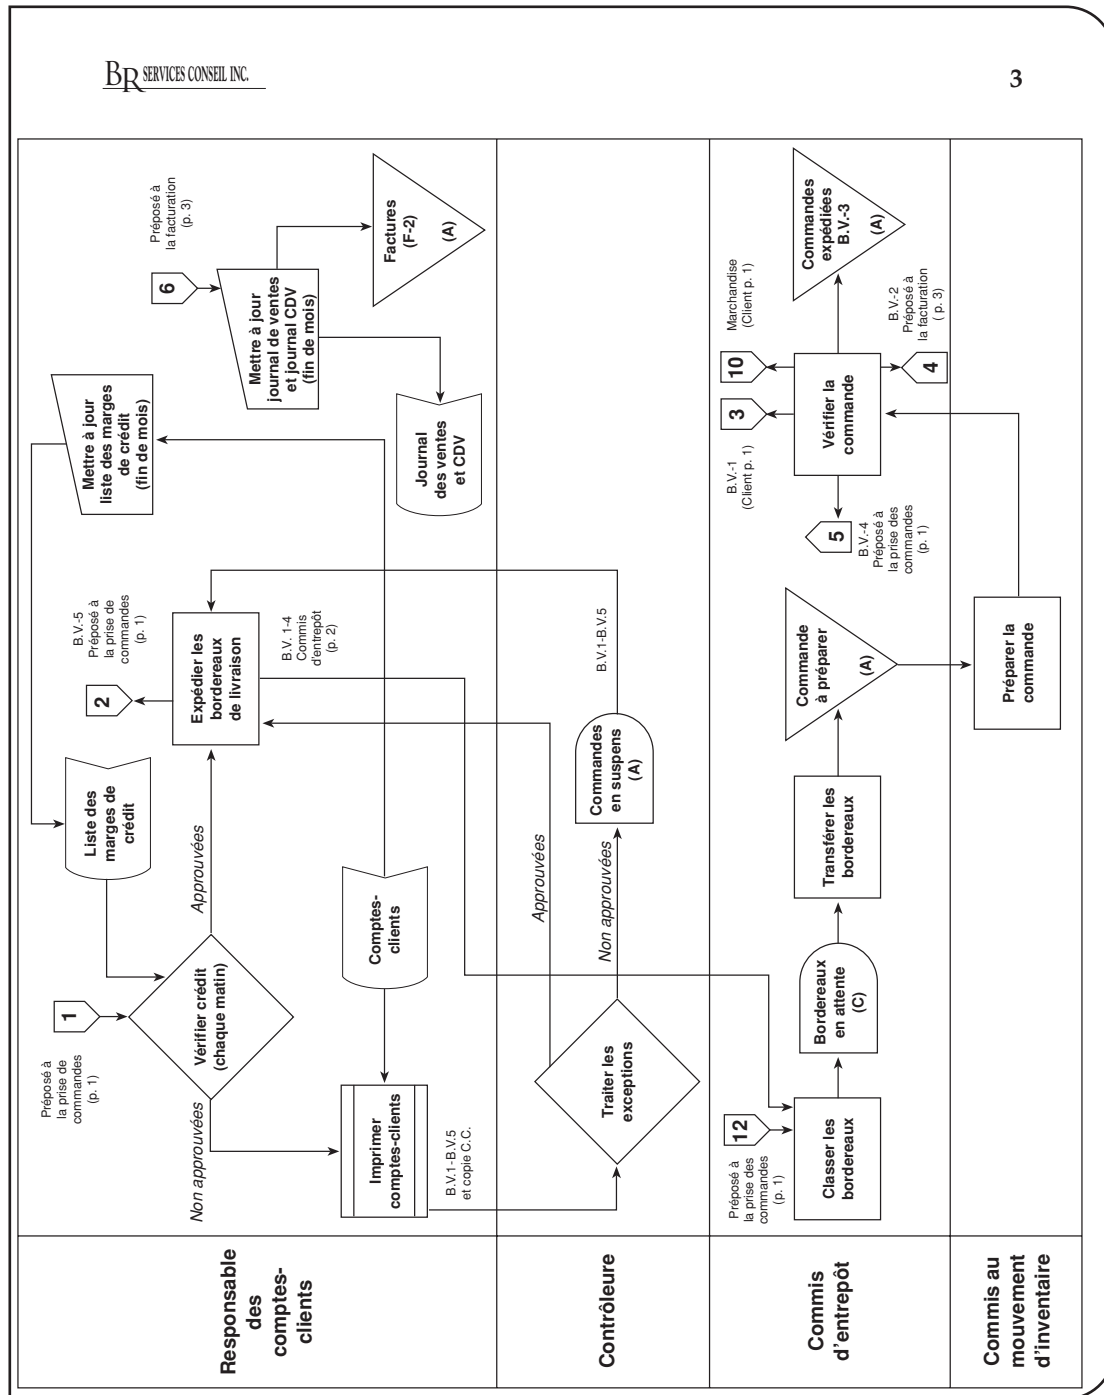 BR SERVICES CONSEIL INC.
3
Responsable
des
comptes-
clients
Préposé à
la prise de
commandes
(p. 1)
1
Vérifier crédit
(chaque matin)
Non approuvées
Approuvées
Imprimer
comptes-clients
B.V.1-B.V.5
et copie C.C.
Comptes-
clients
Liste des
marges de
crédit
B.V.-5
Préposé à
la prise de
commandes
(p. 1)
2
Expédier les
bordereaux
de livraison
B.V. 1-4
Commis
d'entrepôt
(p. 2)
Mettre à jour
liste des marges
de crédit
(fin de mois)
Préposé à
la facturation
(p. 3)
6
Mettre à jour
journal de ventes
et journal CDV
(fin de mois)
Journal
des ventes
et CDV
Factures
(F-2)
(A)
Contrôleure
Traiter les
exceptions
Approuvées
Non approuvées
Commandes
en suspens
(A)
B.V.1-B.V.5
Commis
d'entrepôt
Préposé à
la prise des
commandes
(p. 1)
12
Classer les
bordereaux
Bordereaux
en attente
(C)
Transférer les
bordereaux
Commande
à préparer
(A)
B.V.-1
(Client p. 1)
3
Marchandise
(Client p. 1)
10
Vérifier la
commande
5
B.V.-4
Préposé à
la prise des
commandes
(p. 1)
B.V.-2
Préposé à
la facturation
( p. 3)
4
Commandes
expédiées
B.V.-3
(A)
Commis au
mouvement
d'inventaire
Préparer la
commande